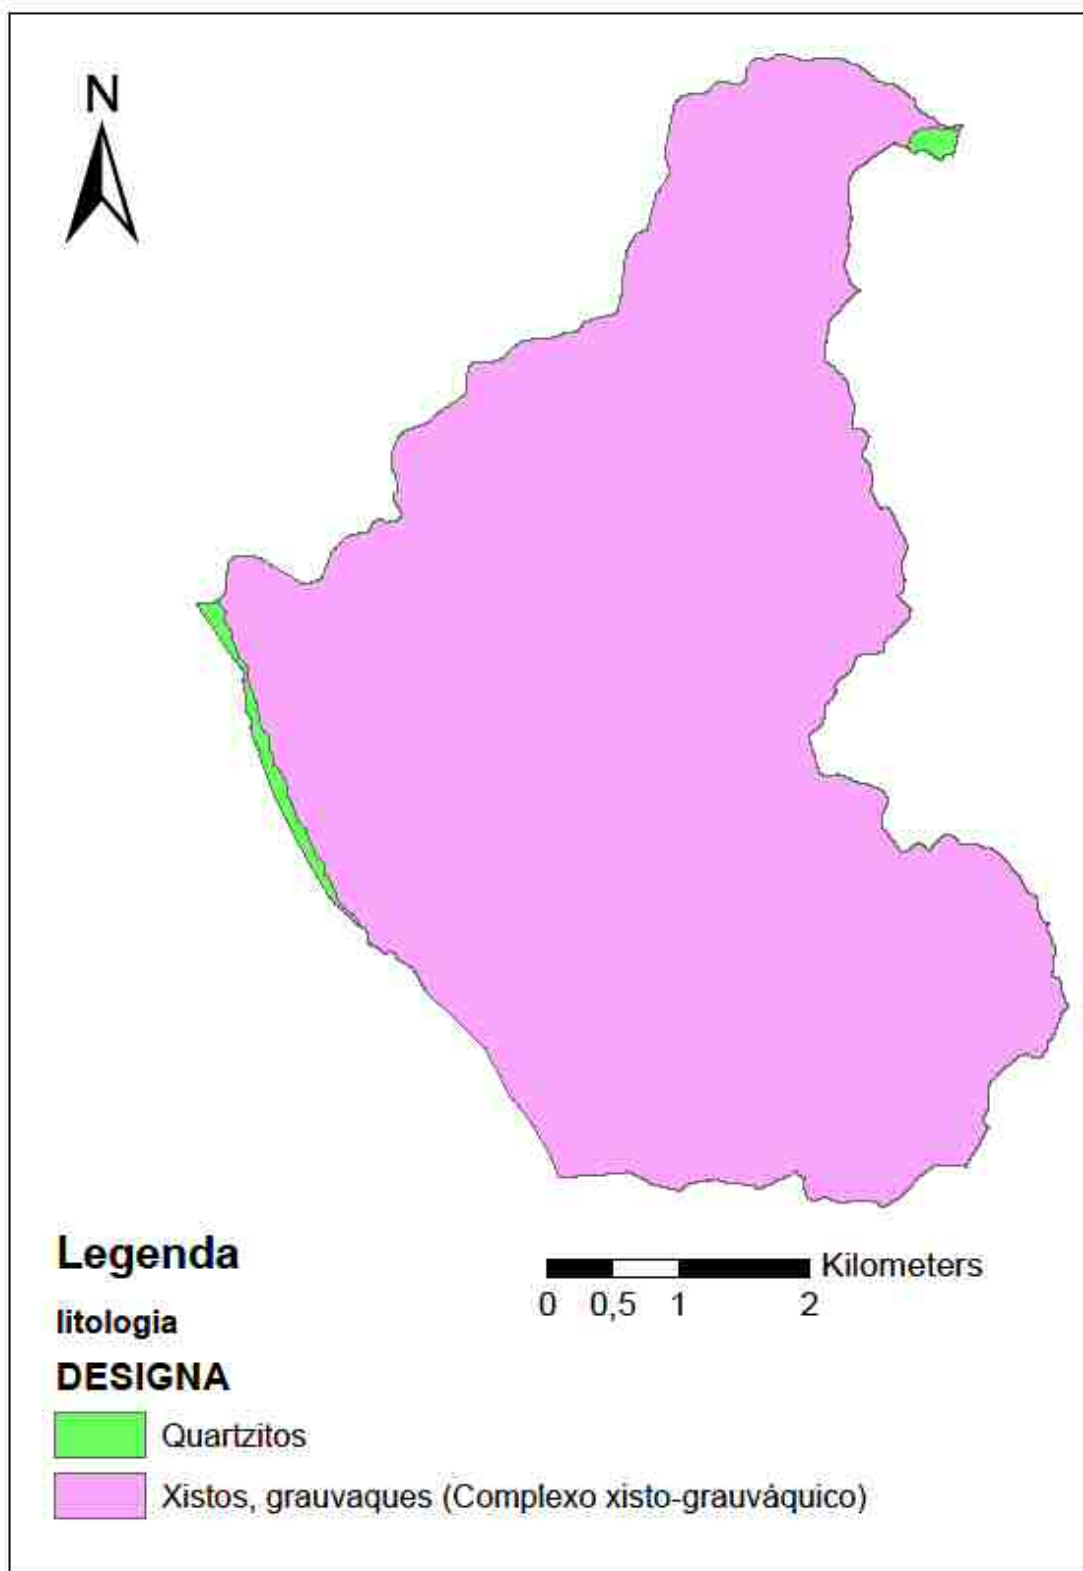 N
Legenda
Kilometers
0 0,5 1 2
litologia
DESIGNA
Quartzitos
Xistos, grauvaques (Complexo xisto-grauváquico)